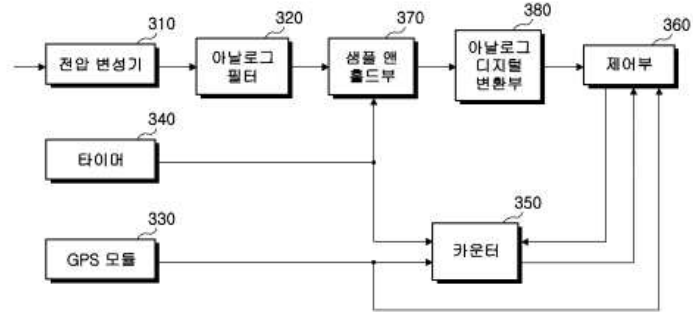 310
전압 변성기
320
아날로그
필터
370
샘플 앤
홀드부
380
아날로그
디지털
변환부
360
제어부
340
타이머
330
GPS 모듈
350
카운터